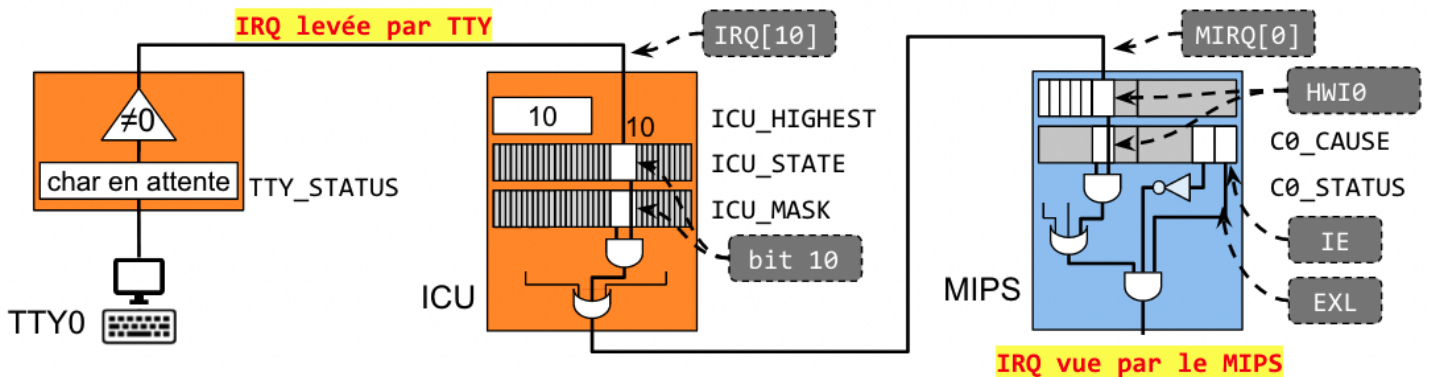 IRQ levée par TTY
IRQ[10]
MIRQ[0]
≠0
char en attente
TTY_STATUS
TTY0
10
10
ICU_HIGHEST
ICU_STATE
ICU_MASK
bit 10
ICU
HWI0
C0_CAUSE
C0_STATUS
IE
EXL
MIPS
IRQ vue par le MIPS